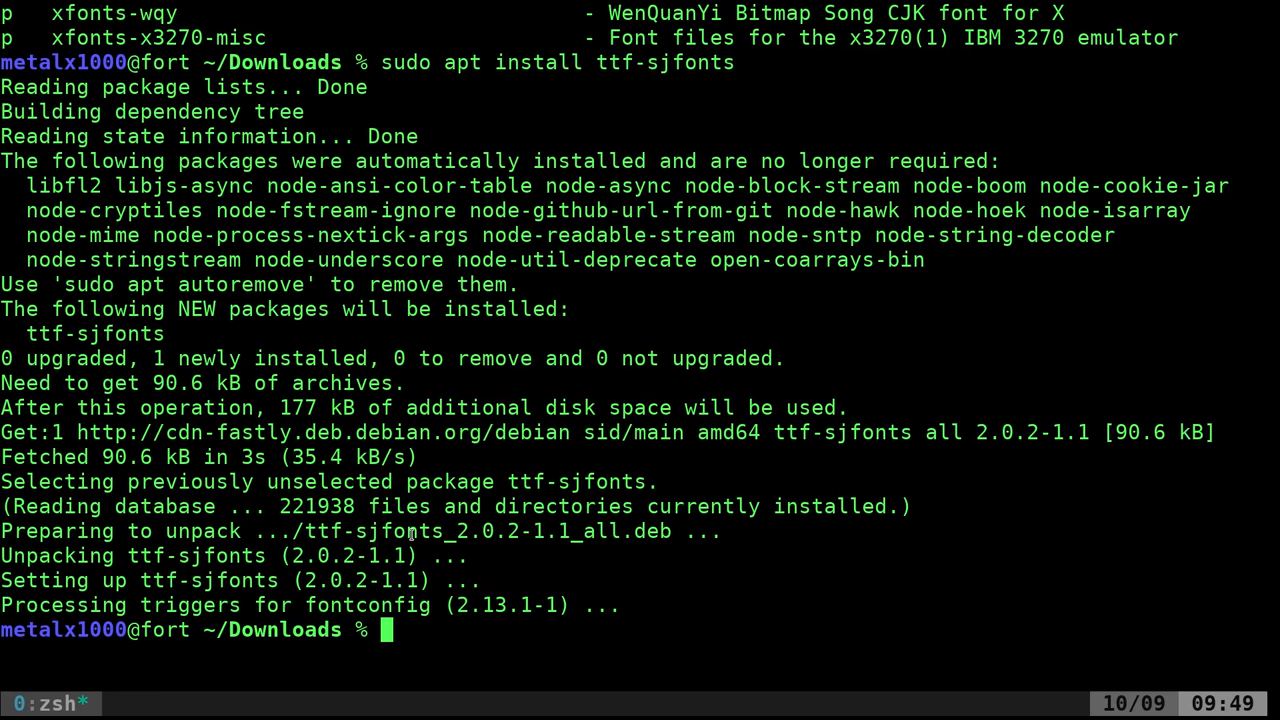 p   xfonts-wqy                                - WenQuanYi Bitmap Song CJK font for X
p   xfonts-x3270-misc                         - Font files for the x3270(1) IBM 3270 emulator
metalx1000@fort ~/Downloads % sudo apt install ttf-sjfonts
Reading package lists... Done
Building dependency tree
Reading state information... Done
The following packages were automatically installed and are no longer required:
  libfl2 libjs-async node-ansi-color-table node-async node-block-stream node-boom node-cookie-jar
  node-cryptiles node-fstream-ignore node-github-url-from-git node-hawk node-hoek node-isarray
  node-mime node-process-nextick-args node-readable-stream node-sntp node-string-decoder
  node-stringstream node-underscore node-util-deprecate open-coarrays-bin
Use 'sudo apt autoremove' to remove them.
The following NEW packages will be installed:
  ttf-sjfonts
0 upgraded, 1 newly installed, 0 to remove and 0 not upgraded.
Need to get 90.6 kB of archives.
After this operation, 177 kB of additional disk space will be used.
Get:1 http://cdn-fastly.deb.debian.org/debian sid/main amd64 ttf-sjfonts all 2.0.2-1.1 [90.6 kB]
Fetched 90.6 kB in 3s (35.4 kB/s)
Selecting previously unselected package ttf-sjfonts.
(Reading database ... 221938 files and directories currently installed.)
Preparing to unpack .../ttf-sjfonts_2.0.2-1.1_all.deb ...
Unpacking ttf-sjfonts (2.0.2-1.1) ...
Setting up ttf-sjfonts (2.0.2-1.1) ...
Processing triggers for fontconfig (2.13.1-1) ...
metalx1000@fort ~/Downloads %
0:zsh* 10/09 09:49